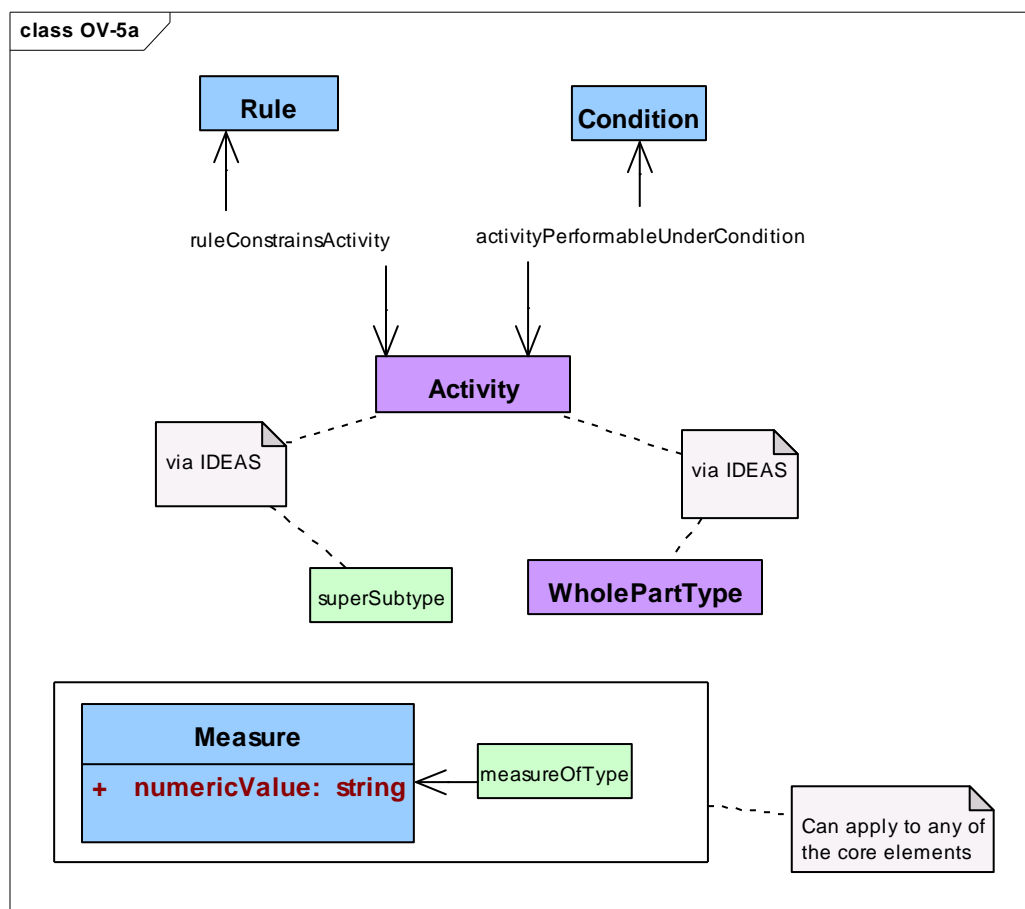 class OV-5a
Rule
Condition
ruleConstrainsActivity
activityPerformableUnderCondition
Activity
via IDEAS
via IDEAS
superSubtype
WholePartType
Measure
+ numericValue: string
measureOfType
Can apply to any of
the core elements